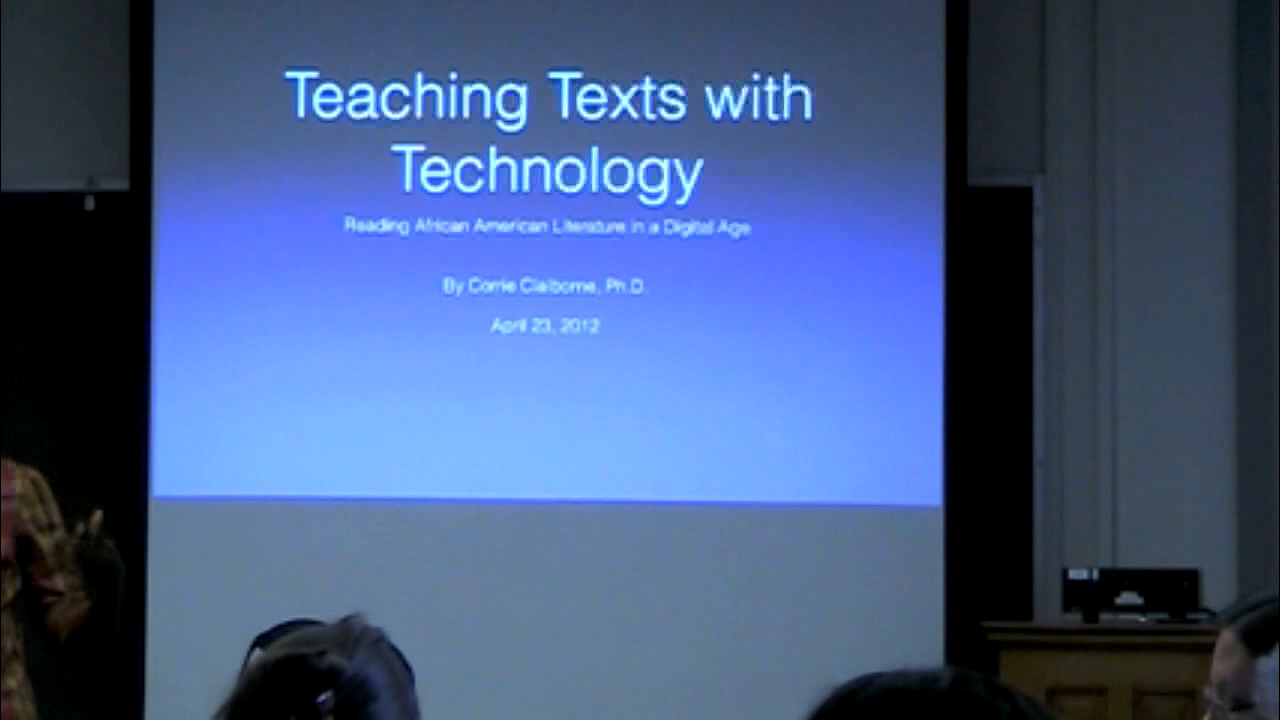 Teaching Texts with
Technology
Reading African American Literature in a Digital Age
By Corrie Claiborne, Ph.D.
April 23, 2012